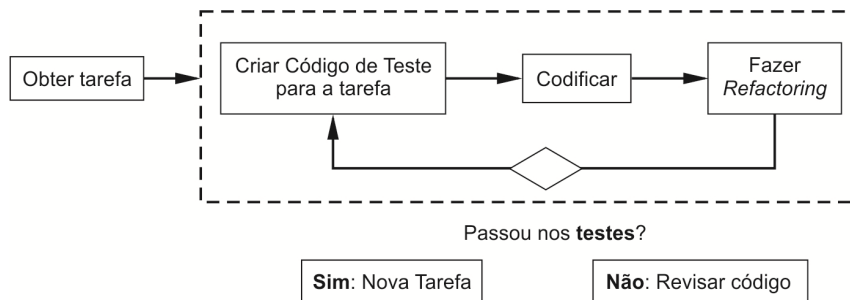 Obter tarefa
Criar Código de Teste
para a tarefa
Codificar
Fazer
Refactoring
Passou nos testes?
Sim: Nova Tarefa
Não: Revisar código